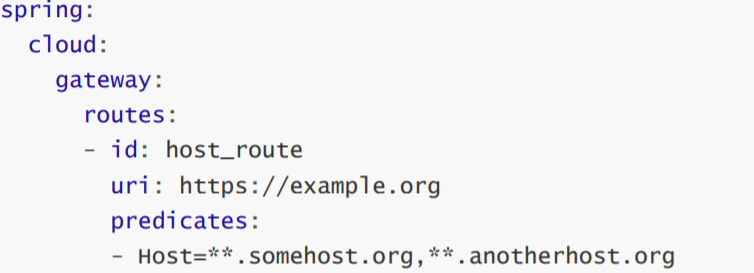 spring:
  cloud:
    gateway:
      routes:
      - id: host_route
        uri: https://example.org
        predicates:
        - Host=**.somehost.org,**.anotherhost.org